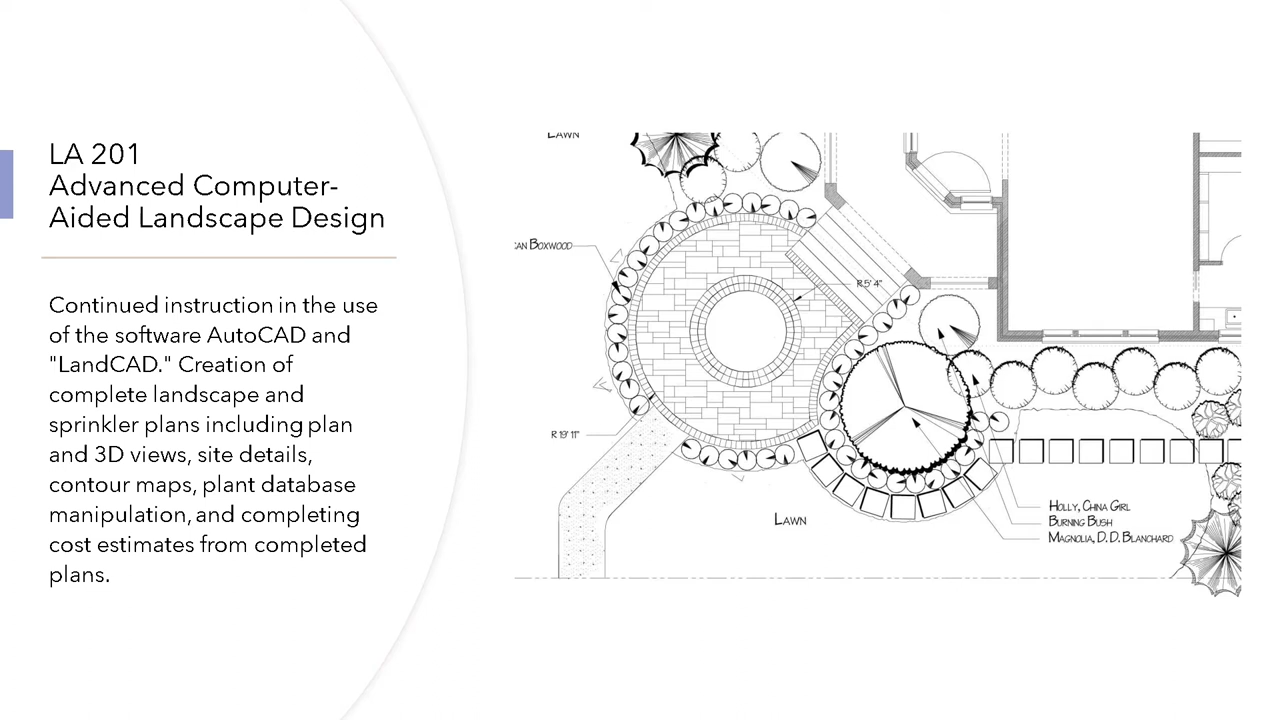 LA 201
Advanced Computer-
Aided Landscape Design
Continued instruction in the use
of the software AutoCAD and
"LandCAD." Creation of
complete landscape and
sprinkler plans including plan
and 3D views, site details,
contour maps, plant database
manipulation, and completing
cost estimates from completed
plans.
LAWN
AN BOXWOOD
R 5' 4"
R 19' 11"
LAWN
HOLLY, CHINA GIRL
BURNING BUSH
MAGNOLIA, D. D. BLANCHARD